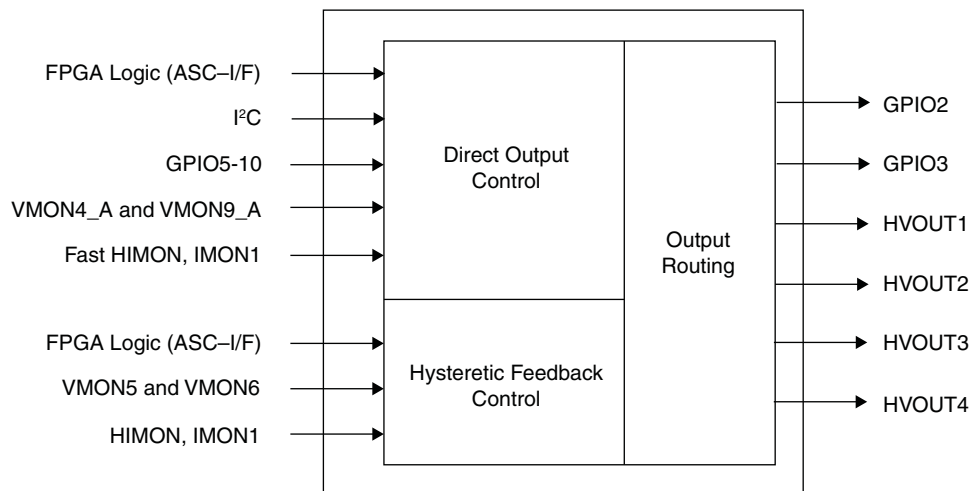 FPGA Logic (ASC–I/F)
I²C
GPIO5-10
VMON4_A and VMON9_A
Fast HIMON, IMON1
FPGA Logic (ASC–I/F)
VMON5 and VMON6
HIMON, IMON1
Direct Output
Control
Hysteretic Feedback
Control
Output
Routing
GPIO2
GPIO3
HVOUT1
HVOUT2
HVOUT3
HVOUT4